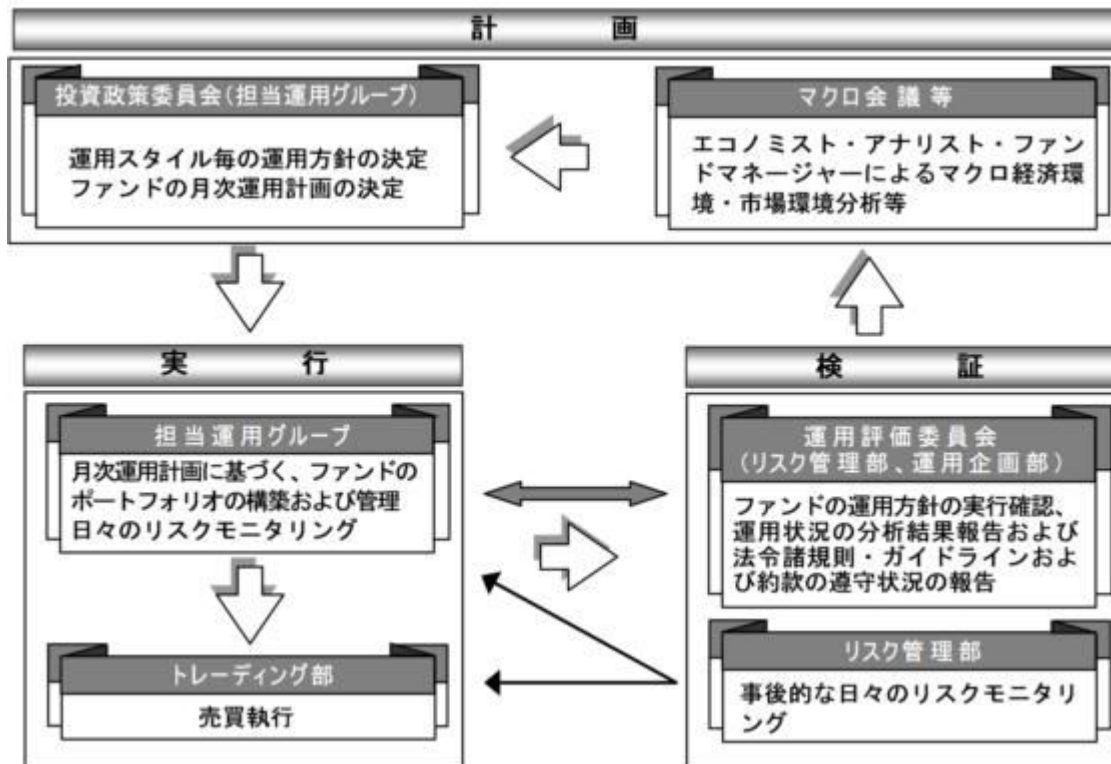 計　画
投資政策委員会(担当運用グループ)
運用スタイル毎の運用方針の決定
ファンドの月次運用計画の決定
マクロ会議等
エコノミスト・アナリスト・ファン
ドマネージャーによるマクロ経済環
境・市場環境分析等
実　行
担当運用グループ
月次運用計画に基づく、ファンドの
ポートフォリオの構築および管理
日々のリスクモニタリング
トレーディング部
売買執行
検　証
運用評価委員会
(リスク管理部、運用企画部)
ファンドの運用方針の実行確認、
運用状況の分析結果報告および
法令諸規則・ガイドラインおよ
び約款の遵守状況の報告
リスク管理部
事後的な日々のリスクモニタリ
ング